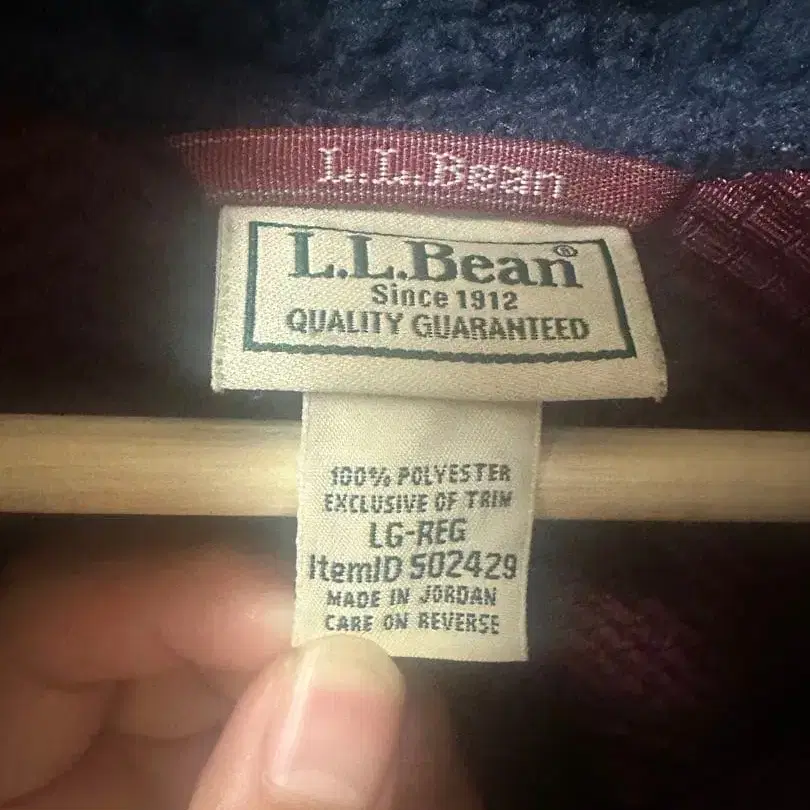 L.L.Bean
L.L.Bean®
Since 1912
QUALITY GUARANTEED
100% POLYESTER
EXCLUSIVE OF TRIM
LG-REG
ItemID 502429
MADE IN JORDAN
CARE ON REVERSE